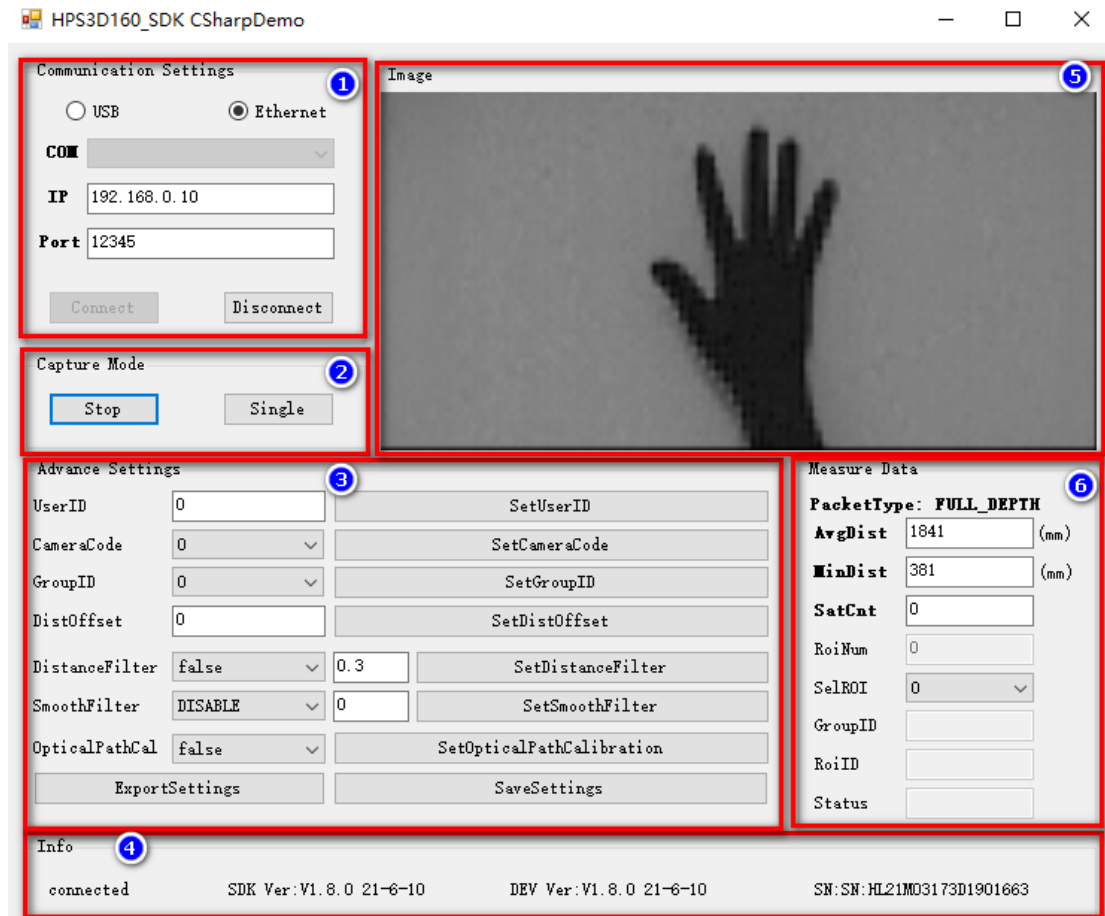 HPS3D160_SDK CSharpDemo
Communication Settings
1
USB Ethernet
COM
IP 192.168.0.10
Port 12345
Connect Disconnect
Capture Mode
2
Stop Single
Image
5
Advance Settings
3
UserID 0 SetUserID
CameraCode 0 SetCameraCode
GroupID 0 SetGroupID
DistOffset 0 SetDistOffset
DistanceFilter false 0.3 SetDistanceFilter
SmoothFilter DISABLE 0 SetSmoothFilter
OpticalPathCal false SetOpticalPathCalibration
ExportSettings SaveSettings
Measure Data
6
PacketType: FULL_DEPTH
AvgDist 1841 (mm)
MinDist 381 (mm)
SatCnt 0
RoiNum 0
SelROI 0
GroupID
RoiID
Status
Info
4
connected SDK Ver:V1.8.0 21-6-10 DEV Ver:V1.8.0 21-6-10 SN:SN:HL21M03173D1901663